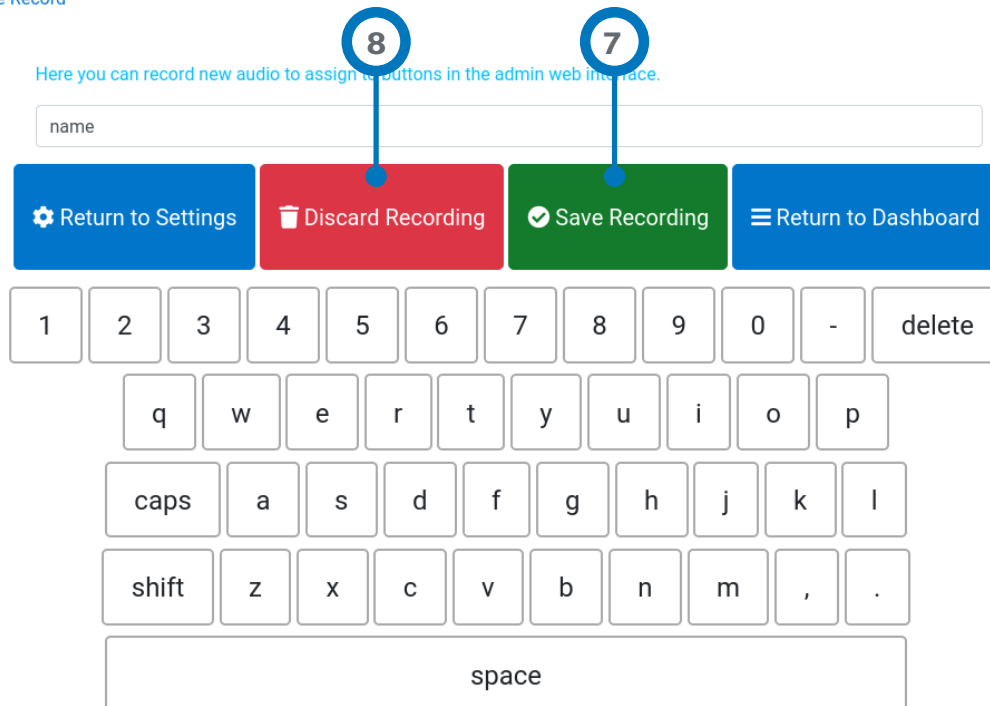 Record
8 7
Here you can record new audio to assign to buttons in the admin web interface.
name
Return to Settings Discard Recording Save Recording Return to Dashboard
1 2 3 4 5 6 7 8 9 0 - delete
q w e r t y u i o p
caps a s d f g h j k l
shift z x c v b n m , .
space